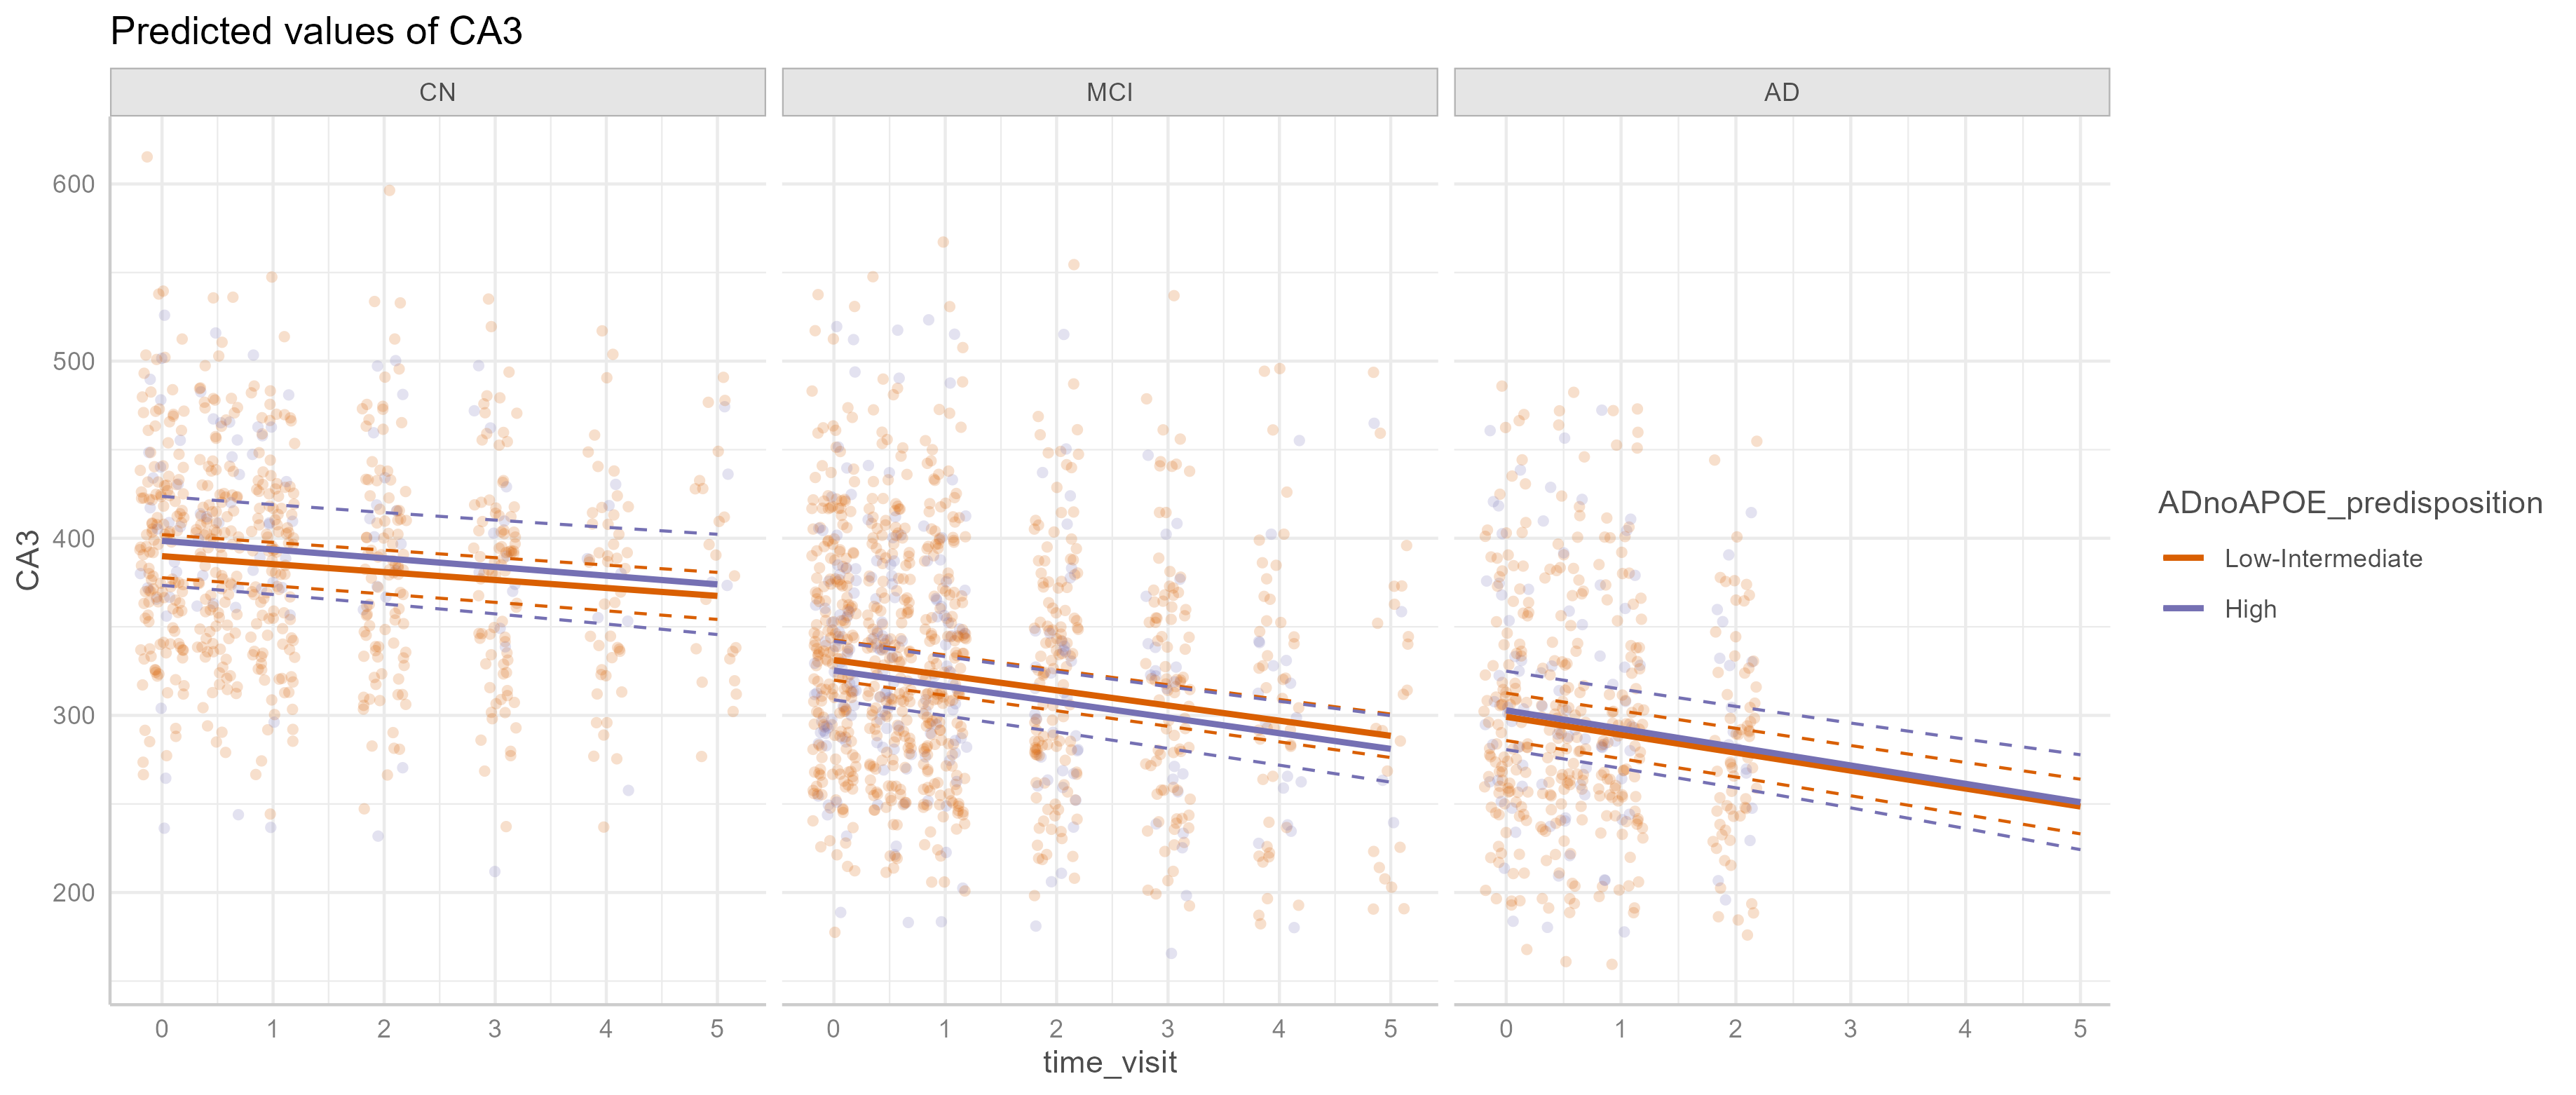 Predicted values of CA3
CN
MCI
AD
CA3
600
500
400
300
200
0 1 2 3 4 5
0 1 2 3 4 5
0 1 2 3 4 5
time_visit
ADnoAPOE_predisposition
Low-Intermediate
High